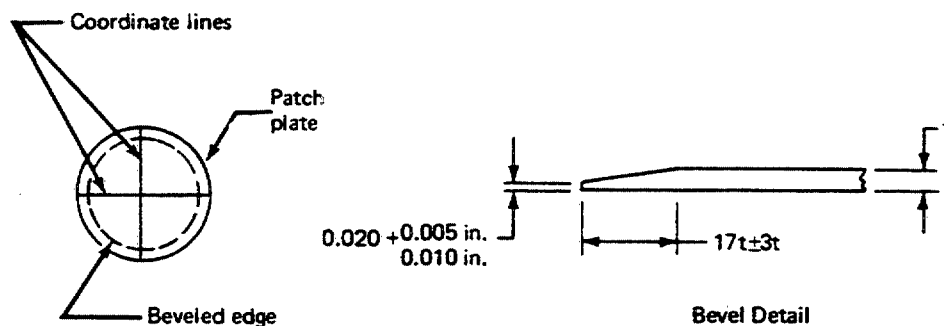 Coordinate lines
Patch
plate
Beveled edge
0.020 +0.005 in.
0.010 in.
17t±3t
Bevel Detail